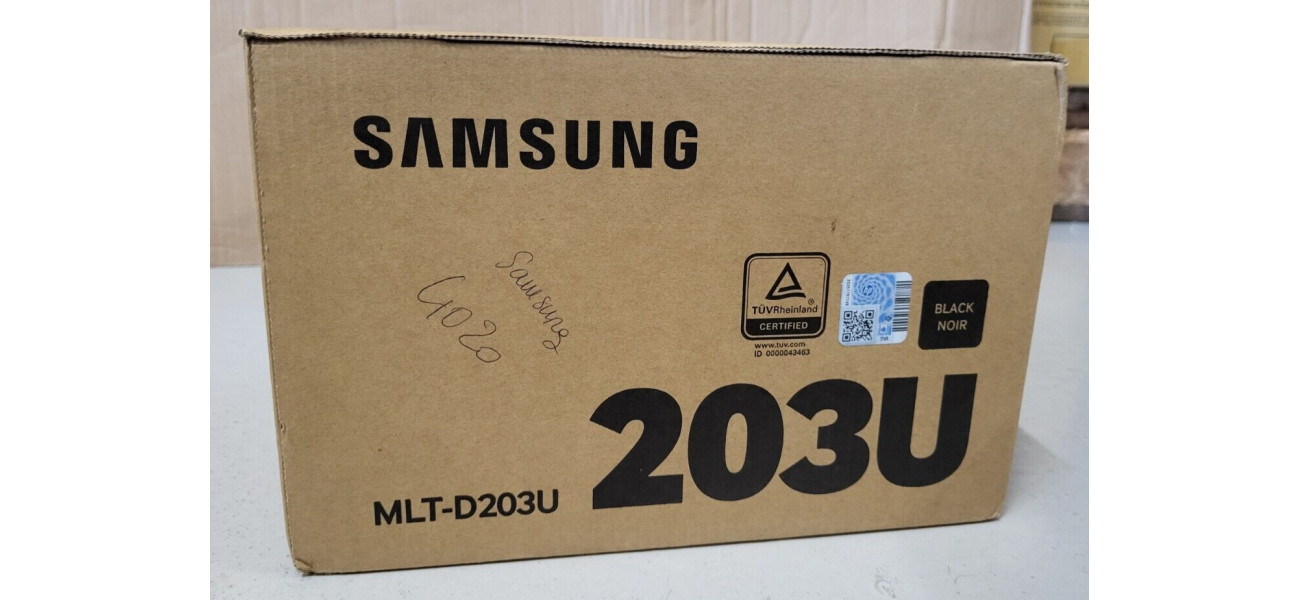 SAMSUNG
Samsung
4020
TÜVRheinland®
CERTIFIED
www.tuv.com
ID 0000043463
BLACK
NOIR
203U
MLT-D203U